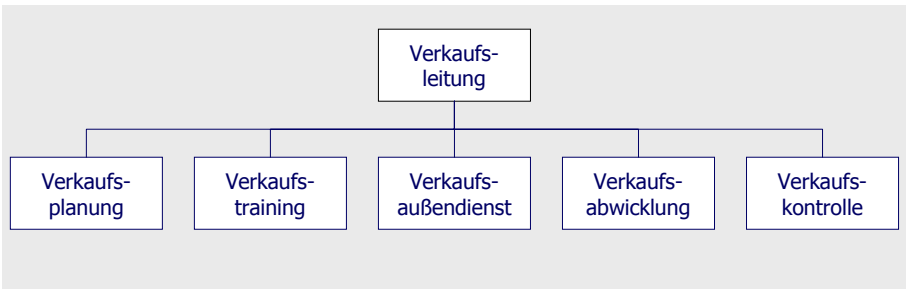 Verkaufs-
leitung
Verkaufs-
planung
Verkaufs-
training
Verkaufs-
außendienst
Verkaufs-
abwicklung
Verkaufs-
kontrolle